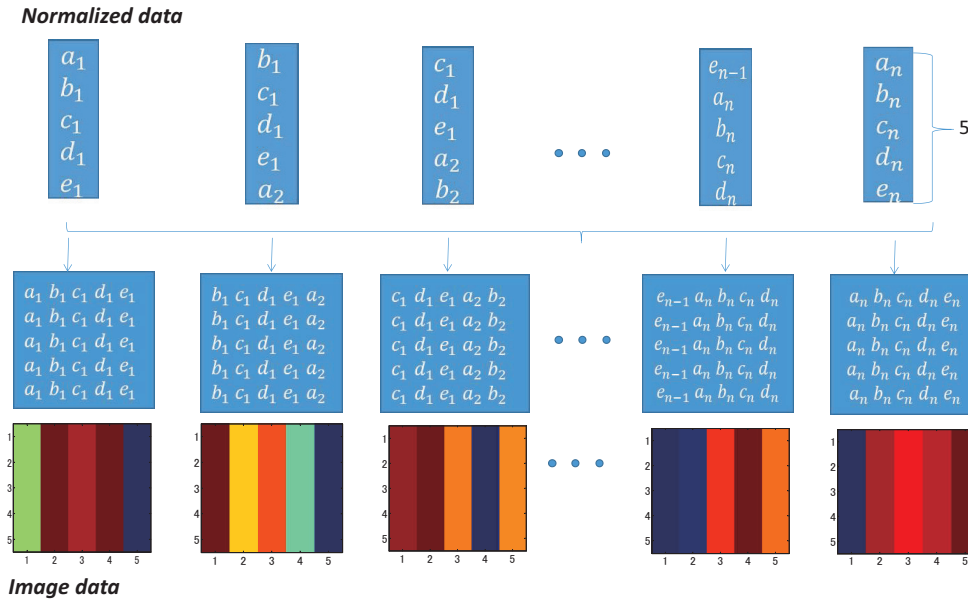 Normalized data
a₁ b₁ c₁ eₙ₋₁ aₙ
b₁ c₁ d₁ aₙ bₙ
c₁ d₁ e₁ bₙ cₙ 5
d₁ e₁ a₂ cₙ dₙ
e₁ a₂ b₂ dₙ eₙ
a₁ b₁ c₁ d₁ e₁ b₁ c₁ d₁ e₁ a₂ c₁ d₁ e₁ a₂ b₂ eₙ₋₁ aₙ bₙ cₙ dₙ aₙ bₙ cₙ dₙ eₙ
a₁ b₁ c₁ d₁ e₁ b₁ c₁ d₁ e₁ a₂ c₁ d₁ e₁ a₂ b₂ eₙ₋₁ aₙ bₙ cₙ dₙ aₙ bₙ cₙ dₙ eₙ
a₁ b₁ c₁ d₁ e₁ b₁ c₁ d₁ e₁ a₂ c₁ d₁ e₁ a₂ b₂ eₙ₋₁ aₙ bₙ cₙ dₙ aₙ bₙ cₙ dₙ eₙ
a₁ b₁ c₁ d₁ e₁ b₁ c₁ d₁ e₁ a₂ c₁ d₁ e₁ a₂ b₂ eₙ₋₁ aₙ bₙ cₙ dₙ aₙ bₙ cₙ dₙ eₙ
a₁ b₁ c₁ d₁ e₁ b₁ c₁ d₁ e₁ a₂ c₁ d₁ e₁ a₂ b₂ eₙ₋₁ aₙ bₙ cₙ dₙ aₙ bₙ cₙ dₙ eₙ
1 1 1 1 1
2 2 2 2 2
3 3 3 3 3
4 4 4 4 4
5 5 5 5 5
1 2 3 4 5 1 2 3 4 5 1 2 3 4 5 1 2 3 4 5 1 2 3 4 5
Image data